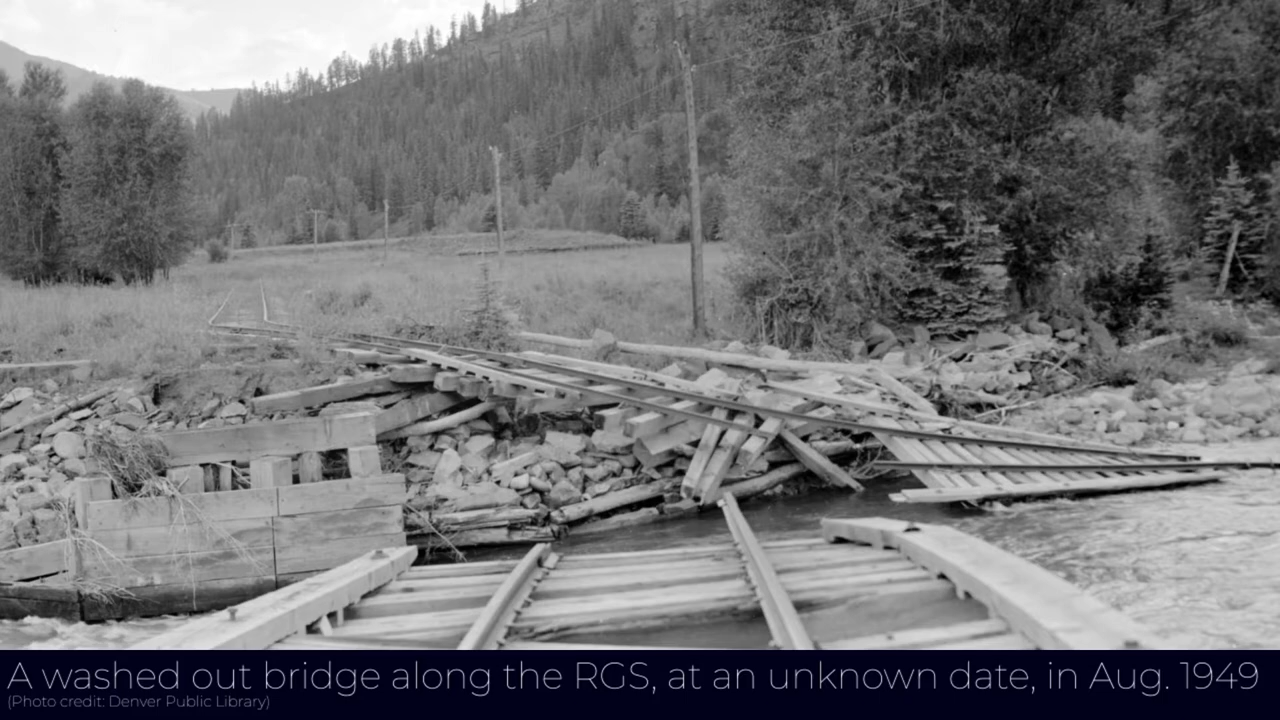 A washed out bridge along the RGS, at an unknown date, in Aug. 1949
(Photo credit: Denver Public Library)